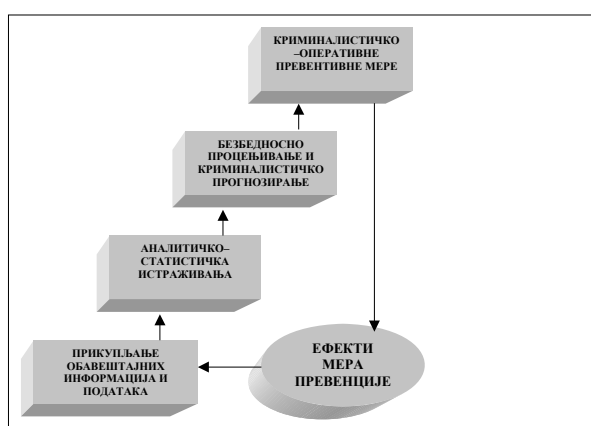 КРИМИНАЛИСТИЧКО
–ОПЕРАТИВНЕ
ПРЕВЕНТИВНЕ МЕРЕ
БЕЗБЕДНОСНО
ПРОЦЕЊИВАЊЕ И
КРИМИНАЛИСТИЧКО
ПРОГНОЗИРАЊЕ
АНАЛИТИЧКО–
СТАТИСТИЧКА
ИСТРАЖИВАЊА
ПРИКУПЉАЊЕ
ОБАВЕШТАЈНИХ
ИНФОРМАЦИЈА И
ПОДАТАКА
ЕФЕКТИ
МЕРА
ПРЕВЕНЦИЈЕ